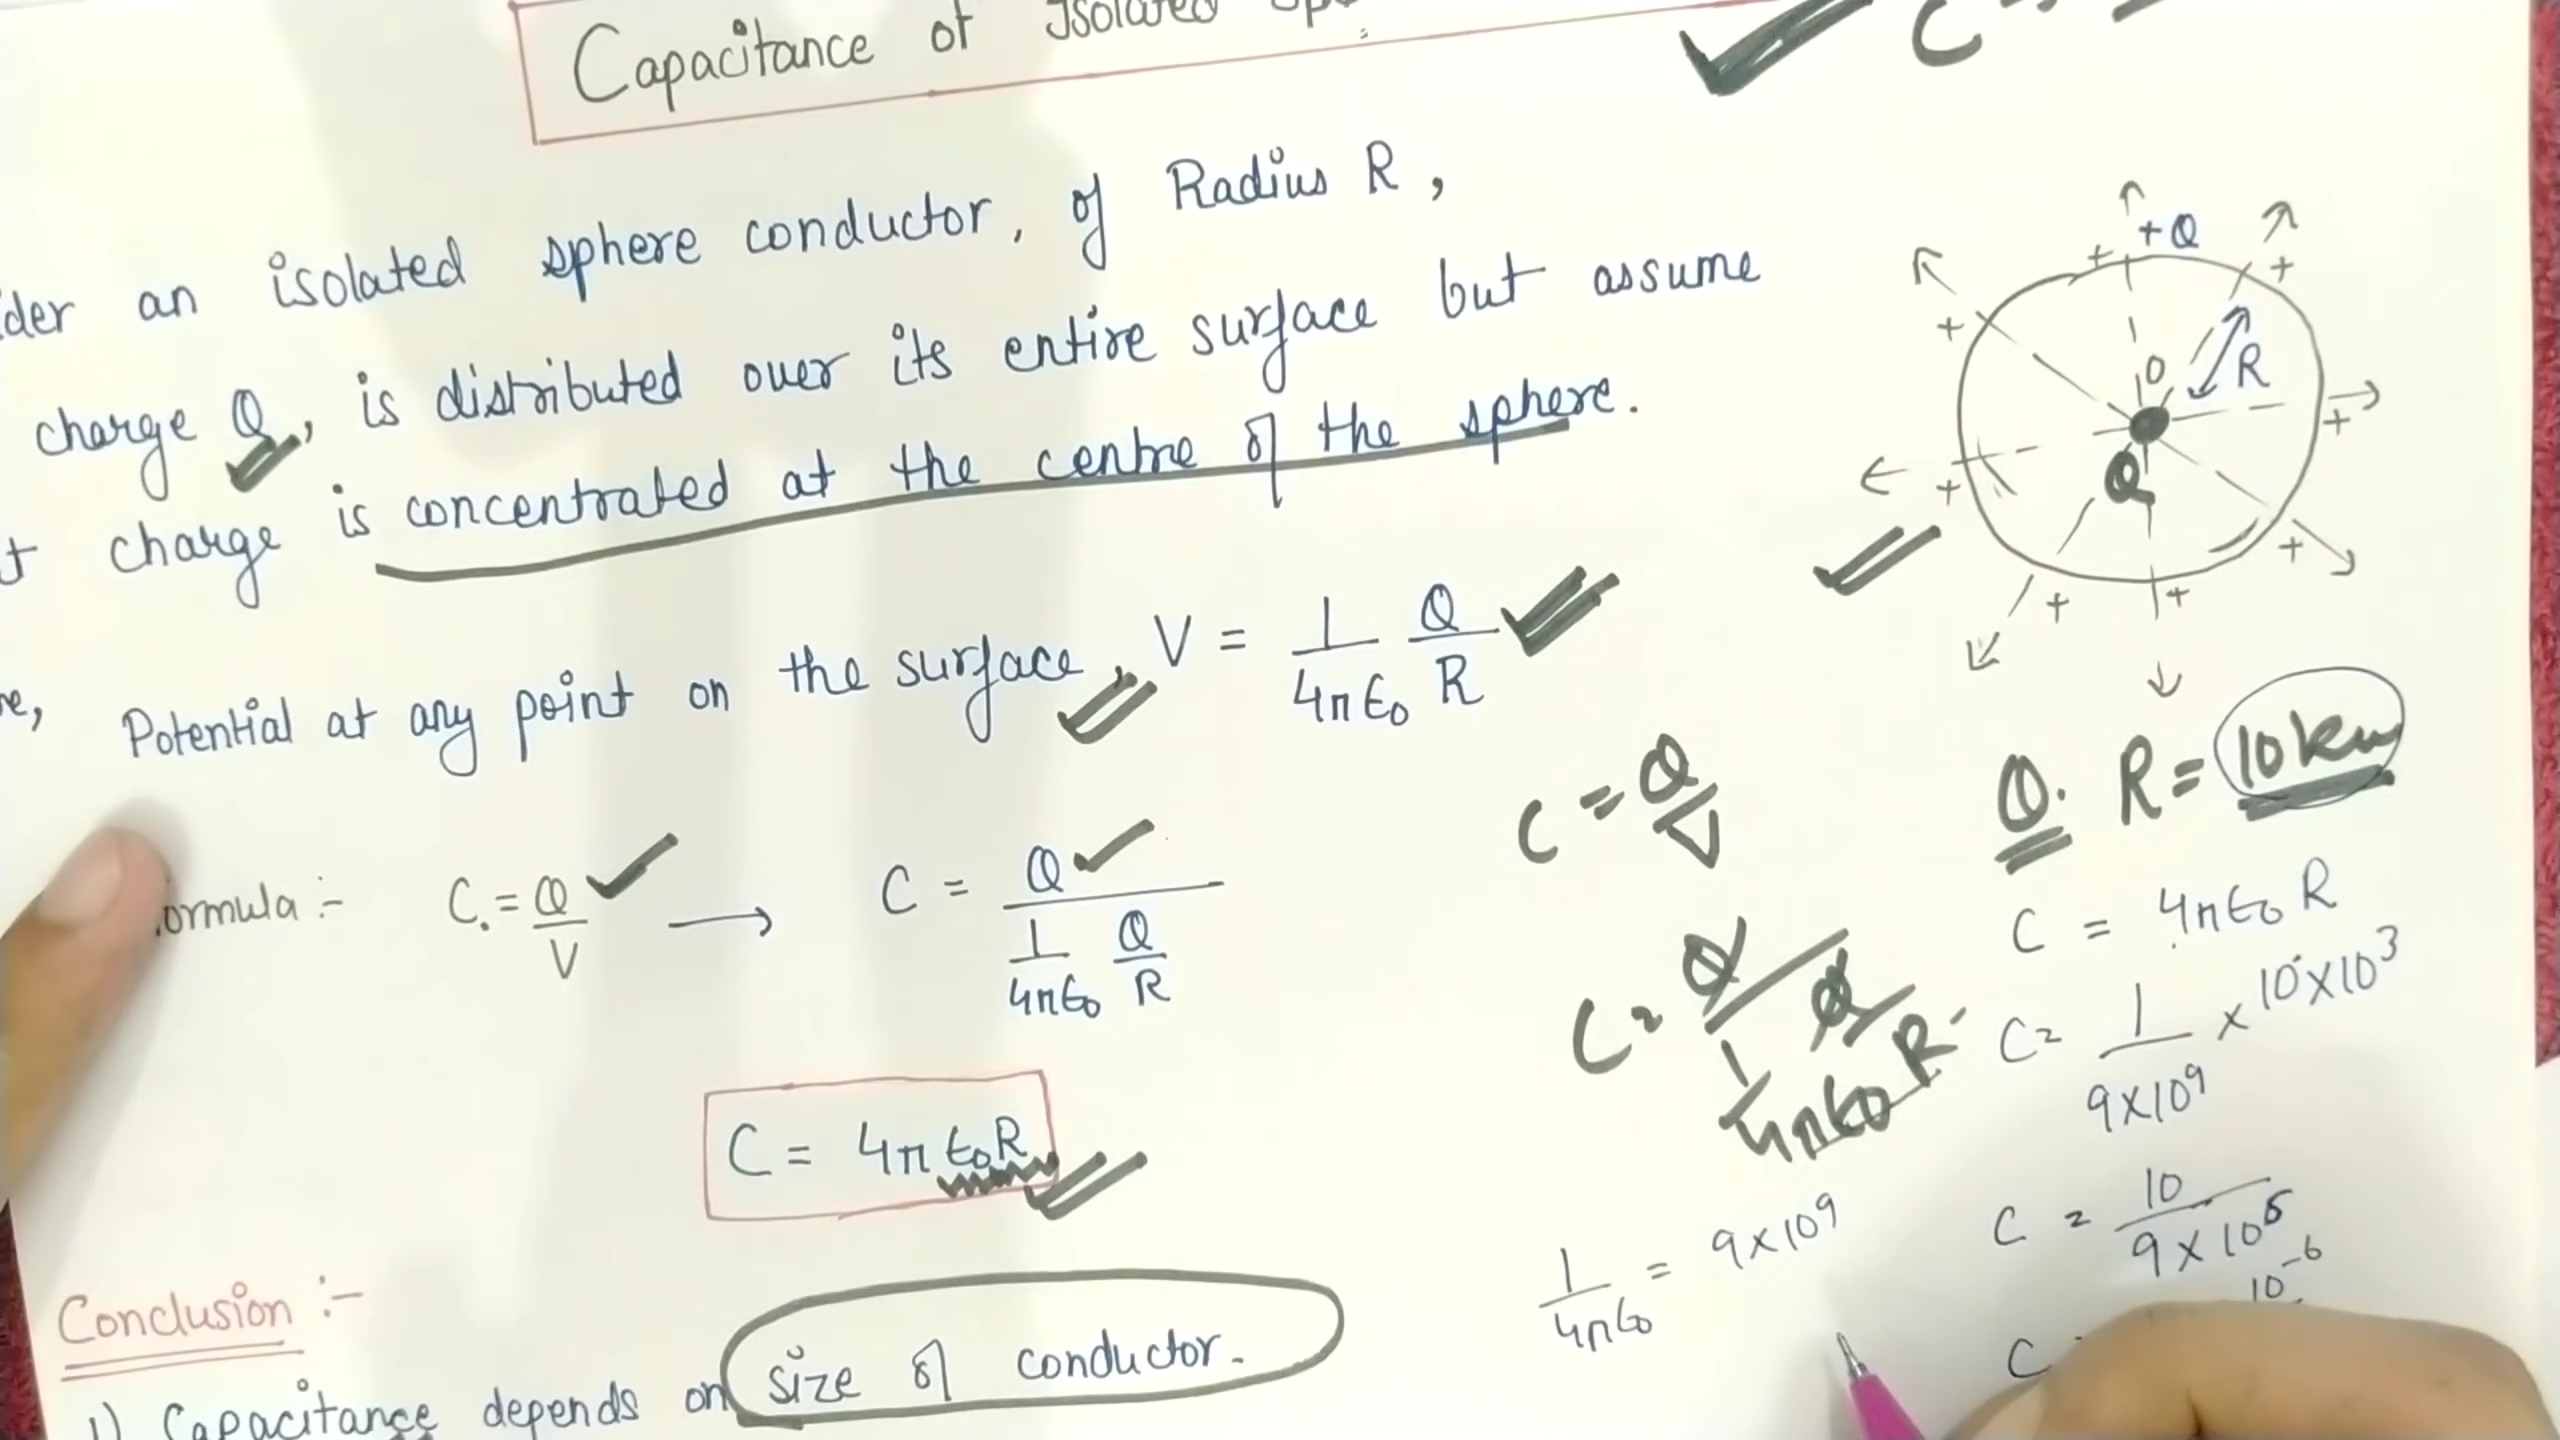 Capacitance of Isolated
C
der an isolated sphere conductor, of Radius R,
charge Q, is distributed over its entire surface but assume
t charge is concentrated at the centre of the sphere.
re, Potential at any point on the surface, V = 1/4πε₀ Q/R
ormula :- C = Q/V → C = Q / (1/4πε₀ Q/R)
C = 4πε₀R
Conclusion :-
1) Capacitance depends on size of conductor.
+Q
+ + + + + + + + +
O
R
Q
C = Q/V
C = Q / (1/4πε₀ Q/R)
1/4πε₀ = 9×10⁹
Q. R = 10km
C = 4πε₀R
C = 1/9×10⁹ × 10×10³
C = 10/9×10⁶
10⁻⁶
C